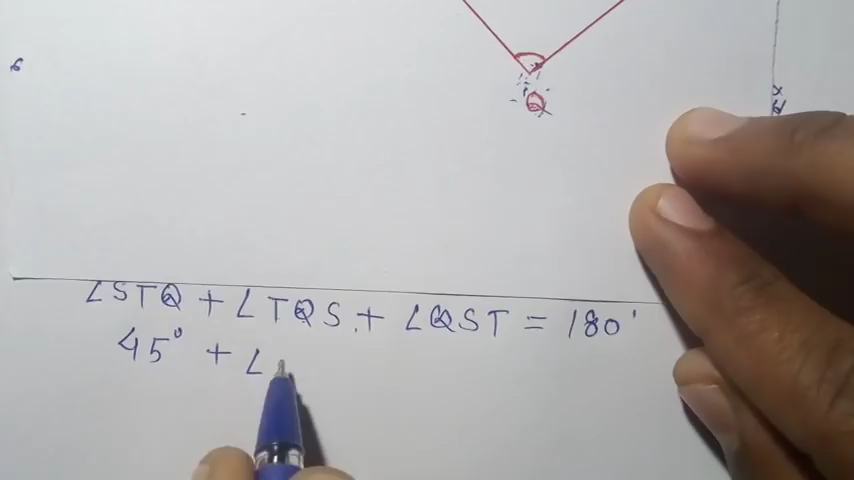 Q
∠STQ + ∠TQS + ∠QST = 180°
45° + ∠